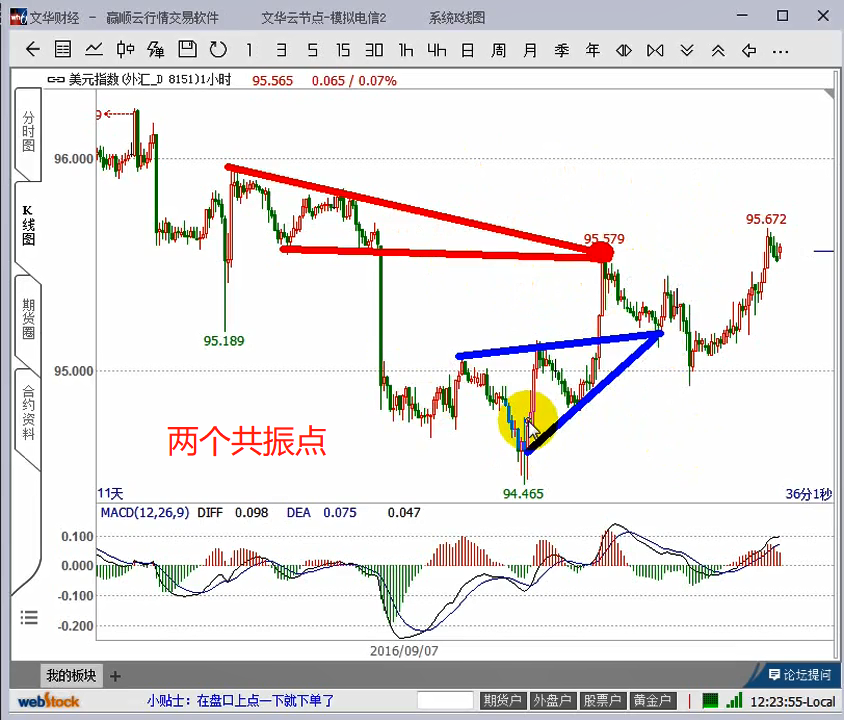 文华财经 - 赢顺云行情交易软件 文华云节点-模拟电信2 系统K线图
1 3 5 15 30 1h 4H 日 周 月 季 年
美元指数(外汇_D 8151)1小时 95.565 0.065 / 0.07%
分时图
K线图
期货圈
合约资料
96.000
95.579
95.672
95.189
95.000
两个共振点
94.465
11天
36分1秒
MACD(12,26,9) DIFF 0.098 DEA 0.075 0.047
0.100
0.000
-0.100
-0.200
2016/09/07
我的板块 +
论坛提问
webstock 小贴士：在盘口上点一下就下单了 期货户 外盘户 股票户 黄金户 12:23:55-Local